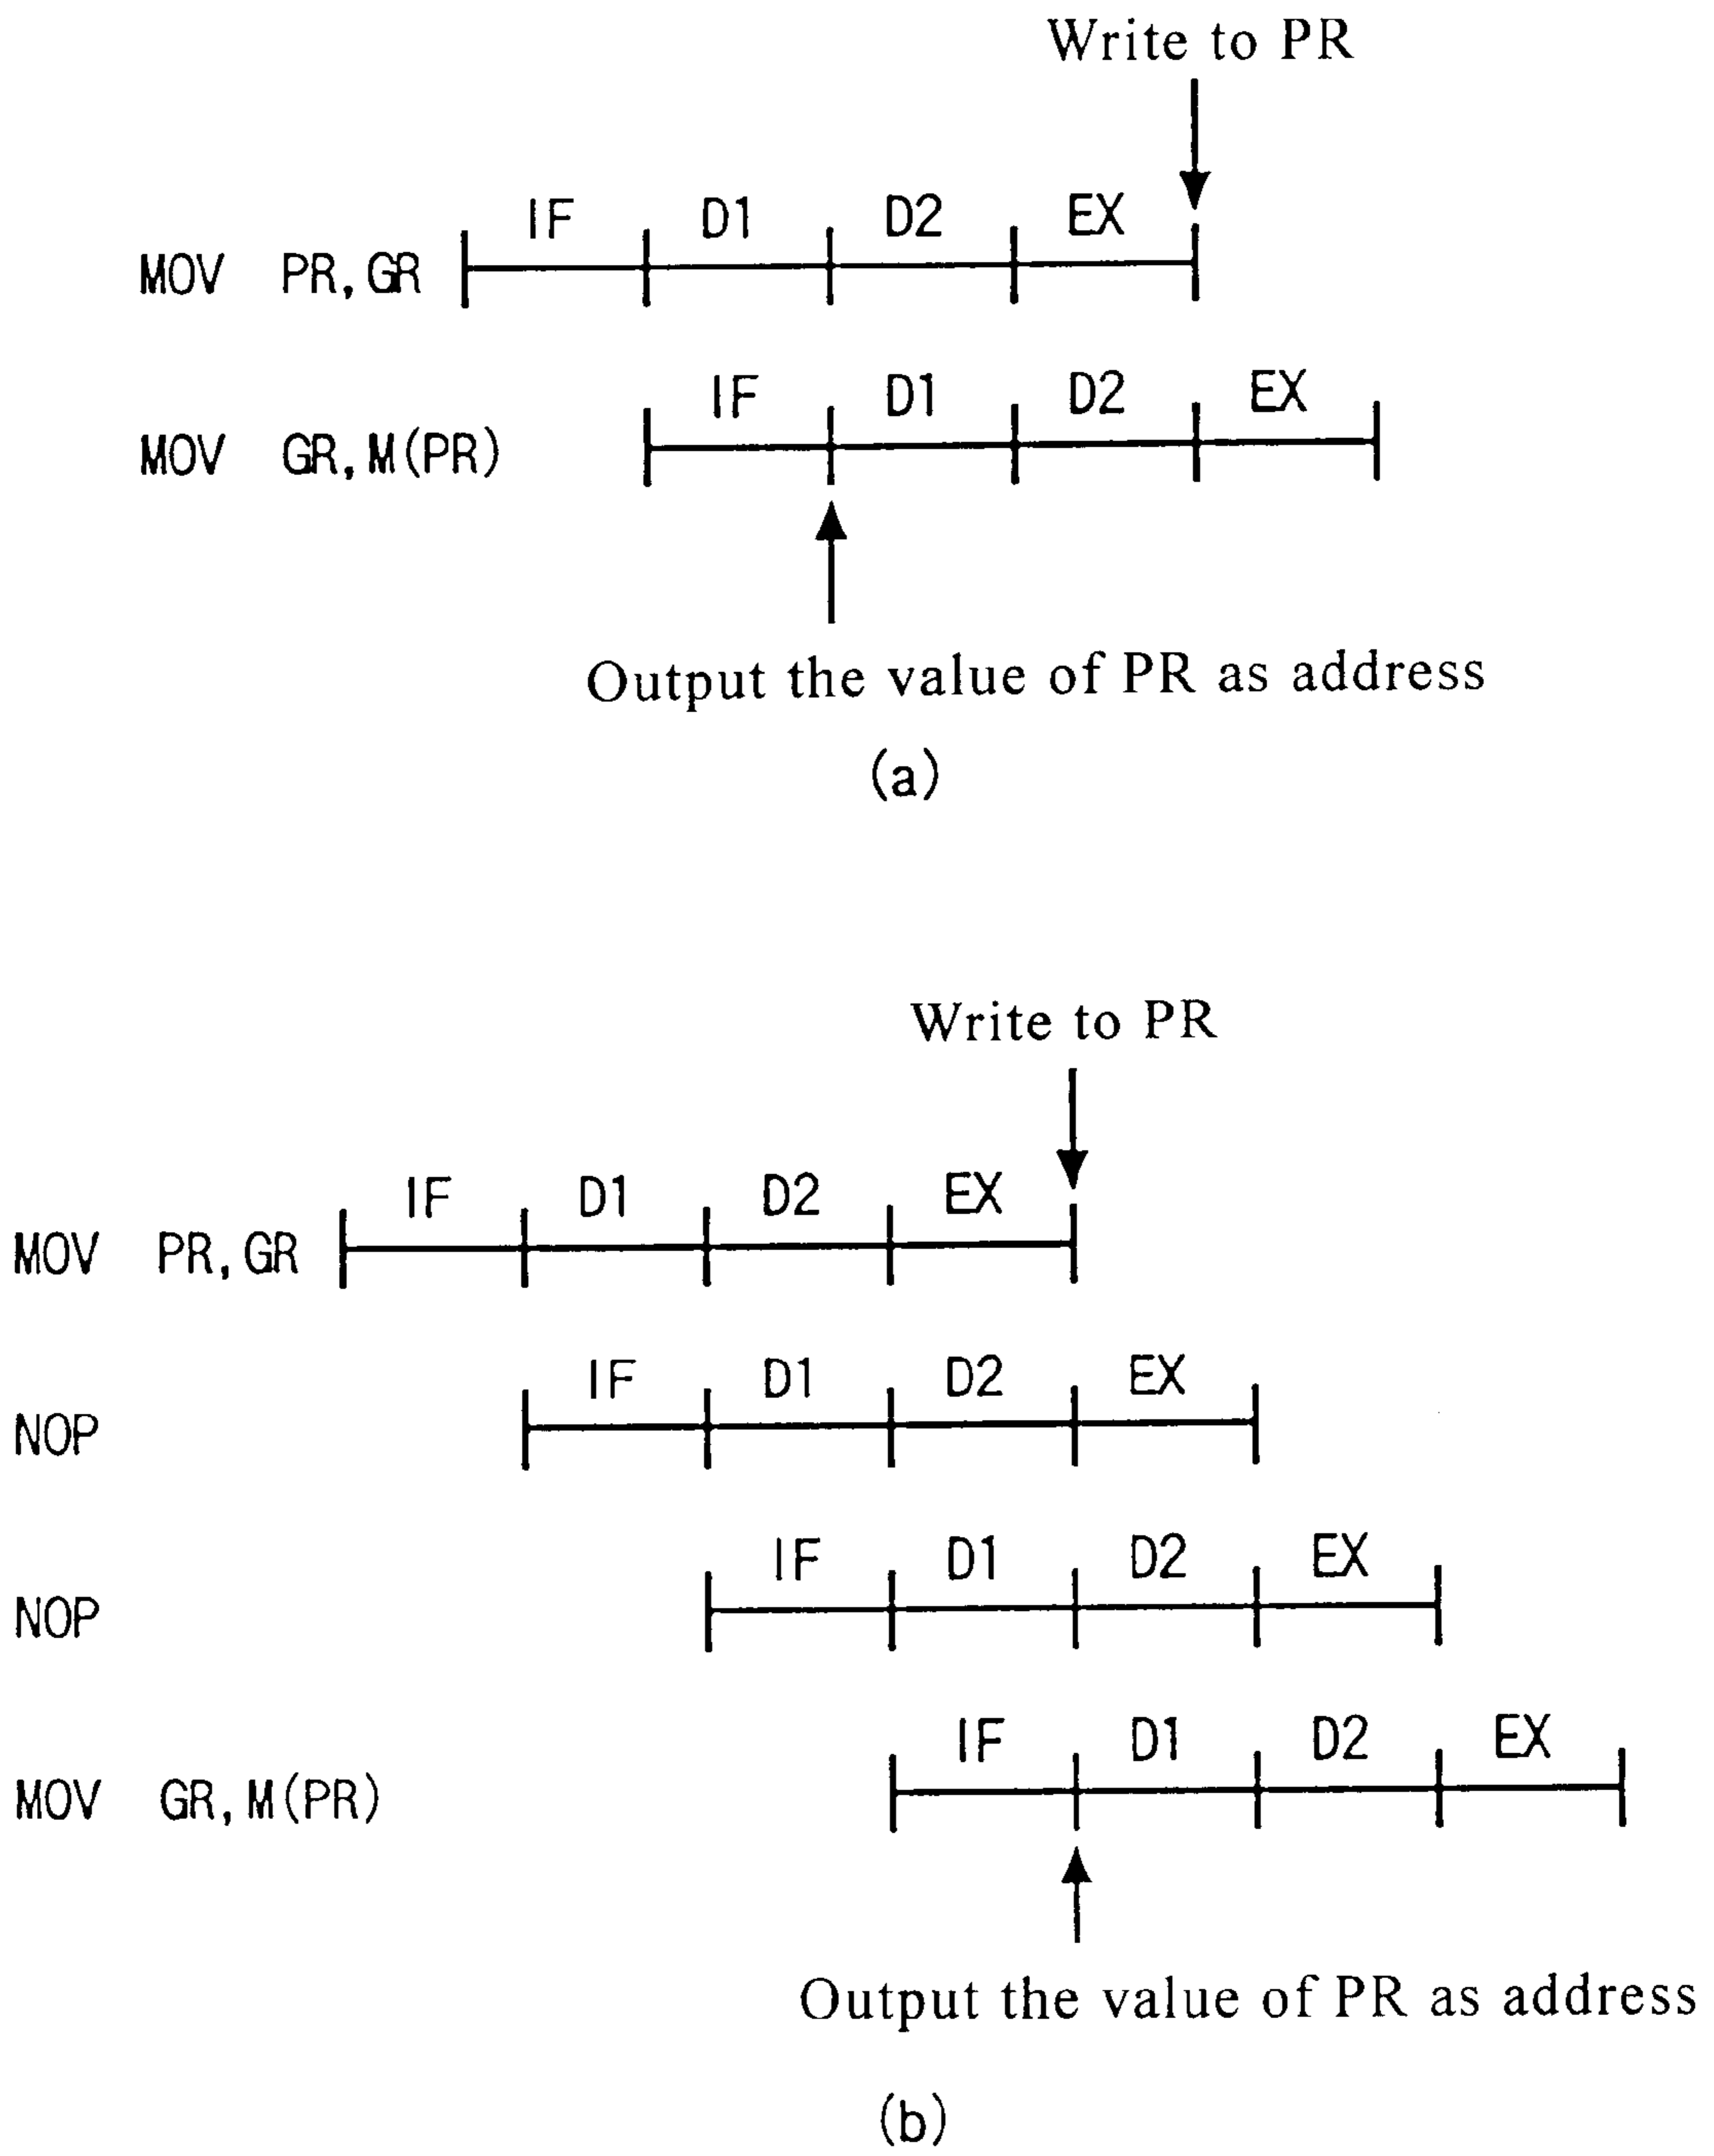 Write to PR
IF D1 D2 EX
MOV PR,GR
IF D1 D2 EX
MOV GR,M(PR)
Output the value of PR as address
(a)
Write to PR
IF D1 D2 EX
MOV PR,GR
IF D1 D2 EX
NOP
IF D1 D2 EX
NOP
IF D1 D2 EX
MOV GR,M(PR)
Output the value of PR as address
(b)